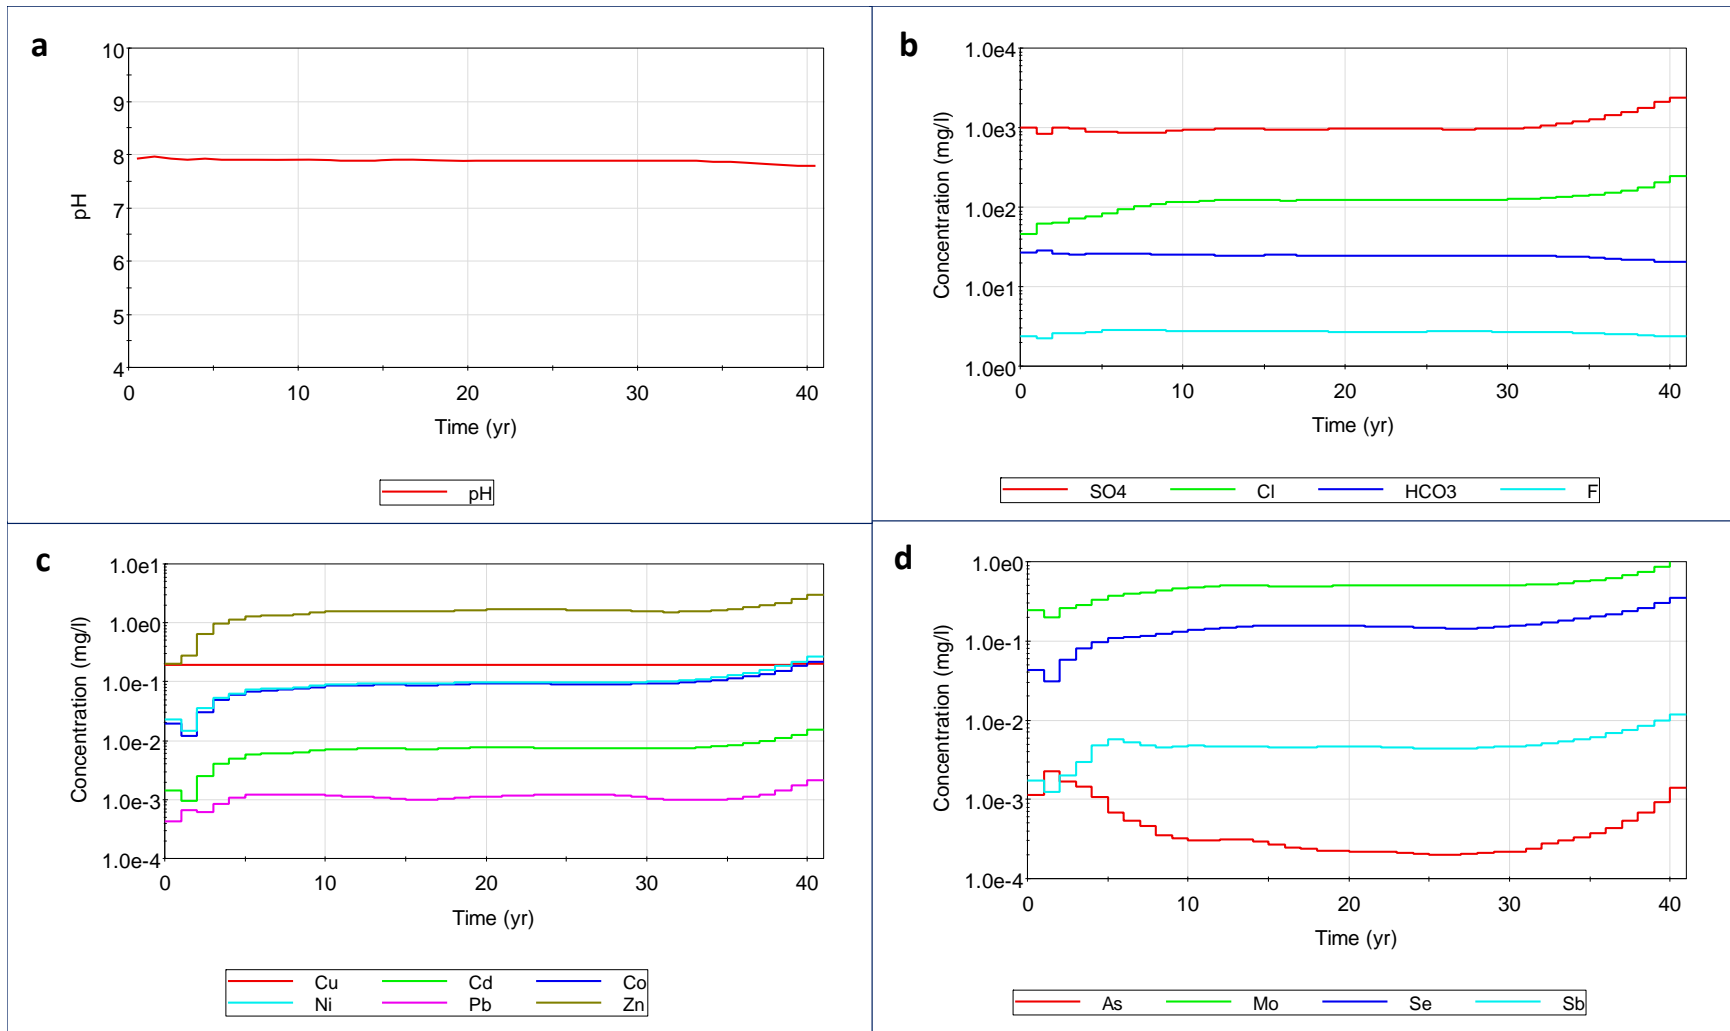 a
10
9
8
7
6
5
4
pH
0 10 20 30 40
Time (yr)
pH
b
1.0e4
1.0e3
1.0e2
1.0e1
1.0e0
Concentration (mg/l)
0 10 20 30 40
Time (yr)
SO4 Cl HCO3 F
c
1.0e1
1.0e0
1.0e-1
1.0e-2
1.0e-3
1.0e-4
Concentration (mg/l)
0 10 20 30 40
Time (yr)
Cu Cd Co
Ni Pb Zn
d
1.0e0
1.0e-1
1.0e-2
1.0e-3
1.0e-4
Concentration (mg/l)
0 10 20 30 40
Time (yr)
As Mo Se Sb